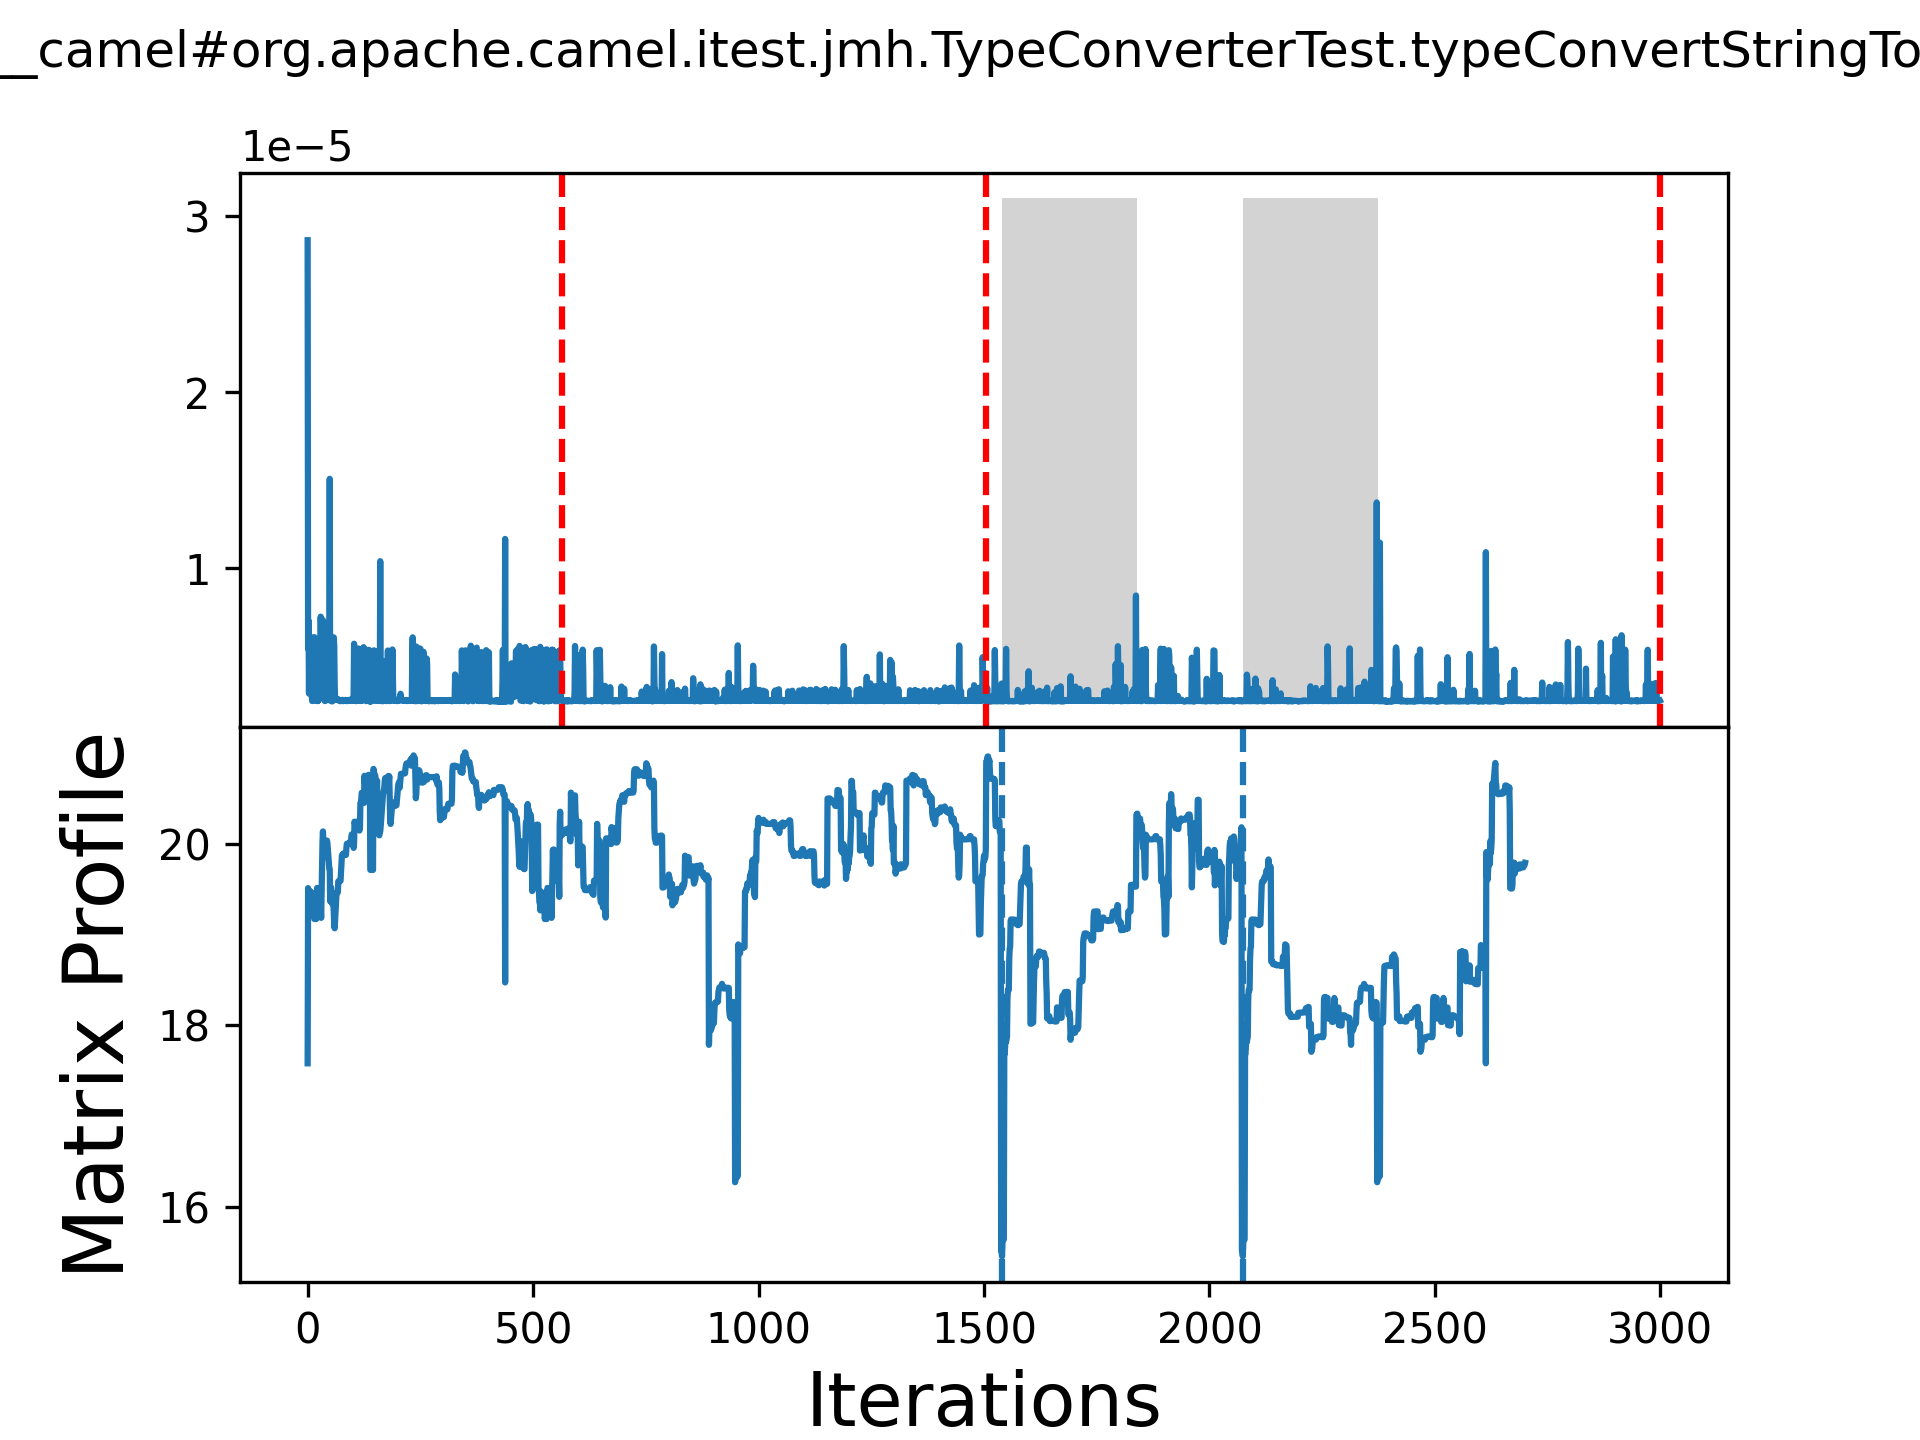 __camel#org.apache.camel.itest.jmh.TypeConverterTest.typeConvertStringTo
1e−5
3
2
1
Matrix Profile
20
18
16
0 500 1000 1500 2000 2500 3000
Iterations